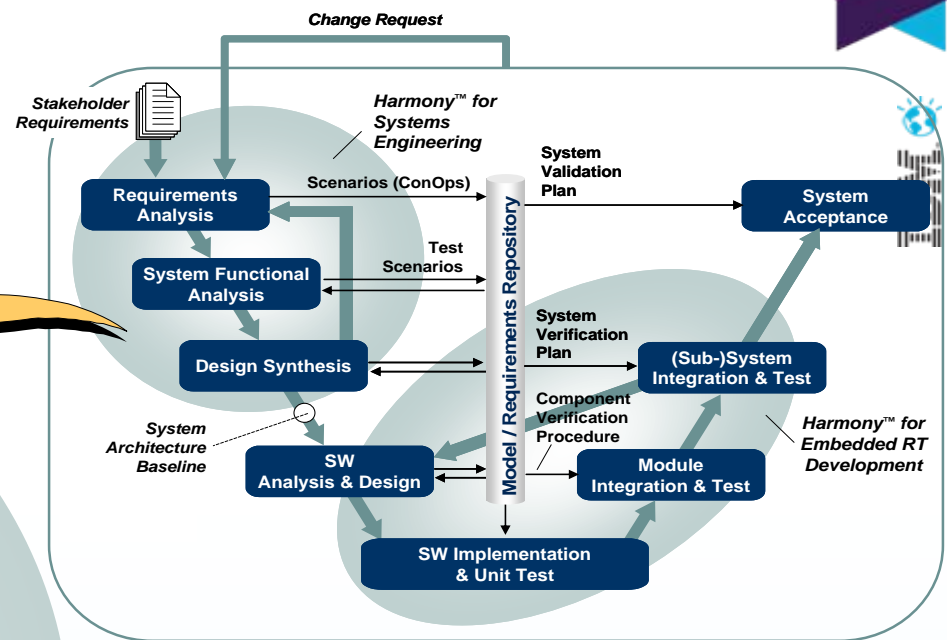 Change Request
Stakeholder
Requirements
Harmony™ for
Systems
Engineering
System
Validation
Plan
Requirements
Analysis
Scenarios (ConOps)
System
Acceptance
Test
Scenarios
System Functional
Analysis
Model / Requirements Repository
System
Verification
Plan
Design Synthesis
(Sub-)System
Integration & Test
System
Architecture
Baseline
Component
Verification
Procedure
Harmony™ for
Embedded RT
Development
SW
Analysis & Design
Module
Integration & Test
SW Implementation
& Unit Test